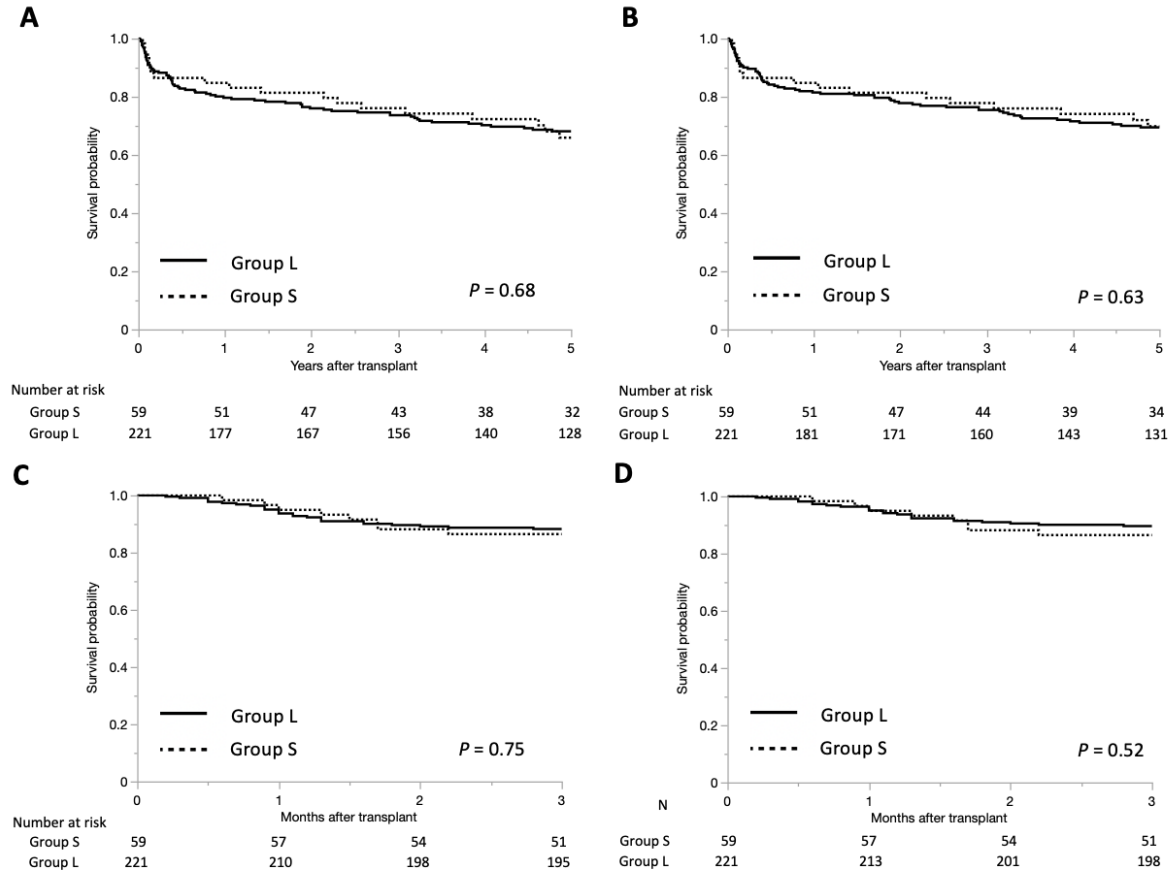 A
Survival probability
1.0
0.8
0.6
0.4
0.2
0
Group L
Group S
P = 0.68
0 1 2 3 4 5
Years after transplant
Number at risk
Group S 59 51 47 43 38 32
Group L 221 177 167 156 140 128
B
Survival probability
1.0
0.8
0.6
0.4
0.2
0
Group L
Group S
P = 0.63
0 1 2 3 4 5
Years after transplant
Number at risk
Group S 59 51 47 44 39 34
Group L 221 181 171 160 143 131
C
Survival probability
1.0
0.8
0.6
0.4
0.2
0
Group L
Group S
P = 0.75
0 1 2 3
Months after transplant
Number at risk
Group S 59 57 54 51
Group L 221 210 198 195
D
Survival probability
1.0
0.8
0.6
0.4
0.2
0
Group L
Group S
P = 0.52
0 1 2 3
Months after transplant
N
Group S 59 57 54 51
Group L 221 213 201 198